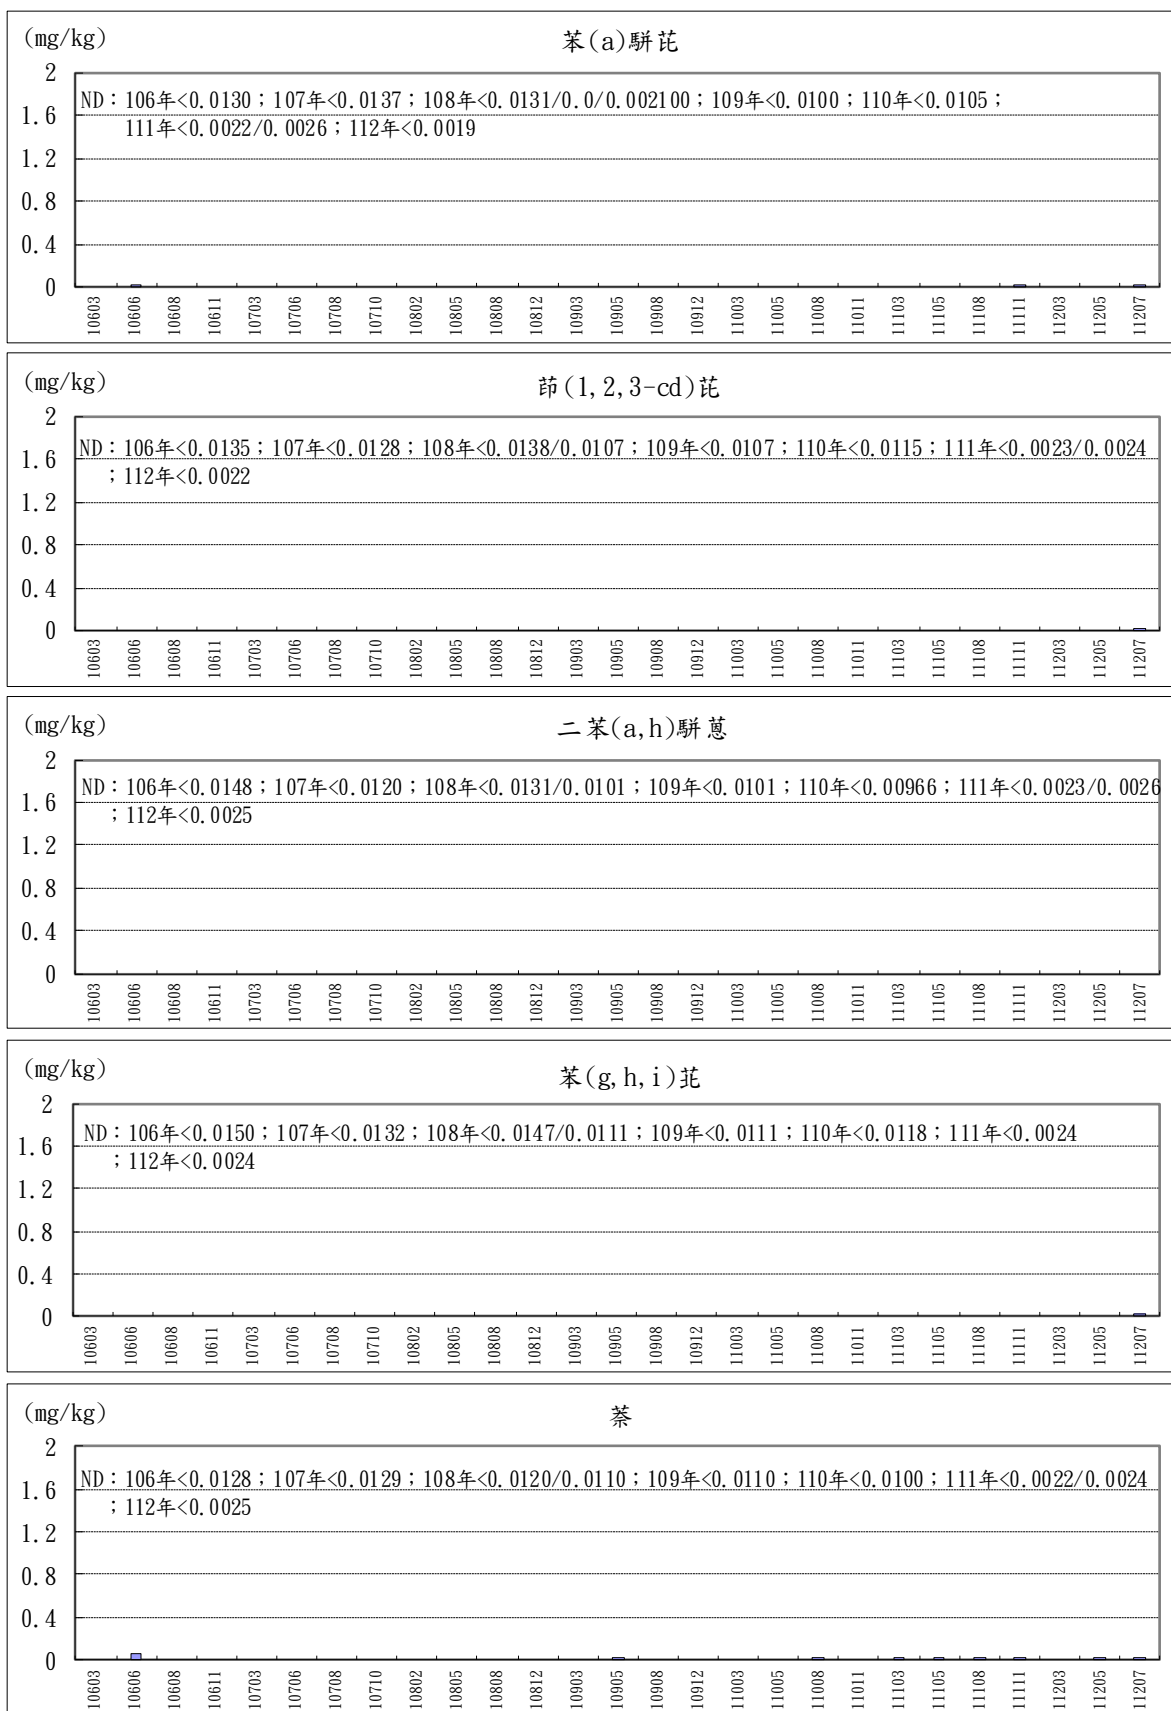 (mg/kg)
苯(a)駢芘
2
ND：106年<0.0130；107年<0.0137；108年<0.0131/0.0/0.002100；109年<0.0100；110年<0.0105；
1.6
111年<0.0022/0.0026；112年<0.0019
1.2
0.8
0.4
0
10603 10606 10608 10611 10703 10706 10708 10710 10802 10805 10808 10812 10903 10905 10908 10912 11003 11005 11008 11011 11103 11105 11108 11111 11203 11205 11207
(mg/kg)
茚(1,2,3-cd)芘
2
ND：106年<0.0135；107年<0.0128；108年<0.0138/0.0107；109年<0.0107；110年<0.0115；111年<0.0023/0.0024
1.6
；112年<0.0022
1.2
0.8
0.4
0
10603 10606 10608 10611 10703 10706 10708 10710 10802 10805 10808 10812 10903 10905 10908 10912 11003 11005 11008 11011 11103 11105 11108 11111 11203 11205 11207
(mg/kg)
二苯(a,h)駢蒽
2
ND：106年<0.0148；107年<0.0120；108年<0.0131/0.0101；109年<0.0101；110年<0.00966；111年<0.0023/0.0026
1.6
；112年<0.0025
1.2
0.8
0.4
0
10603 10606 10608 10611 10703 10706 10708 10710 10802 10805 10808 10812 10903 10905 10908 10912 11003 11005 11008 11011 11103 11105 11108 11111 11203 11205 11207
(mg/kg)
苯(g,h,i)芘
2
ND：106年<0.0150；107年<0.0132；108年<0.0147/0.0111；109年<0.0111；110年<0.0118；111年<0.0024
1.6
；112年<0.0024
1.2
0.8
0.4
0
10603 10606 10608 10611 10703 10706 10708 10710 10802 10805 10808 10812 10903 10905 10908 10912 11003 11005 11008 11011 11103 11105 11108 11111 11203 11205 11207
(mg/kg)
萘
2
ND：106年<0.0128；107年<0.0129；108年<0.0120/0.0110；109年<0.0110；110年<0.0100；111年<0.0022/0.0024
1.6
；112年<0.0025
1.2
0.8
0.4
0
10603 10606 10608 10611 10703 10706 10708 10710 10802 10805 10808 10812 10903 10905 10908 10912 11003 11005 11008 11011 11103 11105 11108 11111 11203 11205 11207